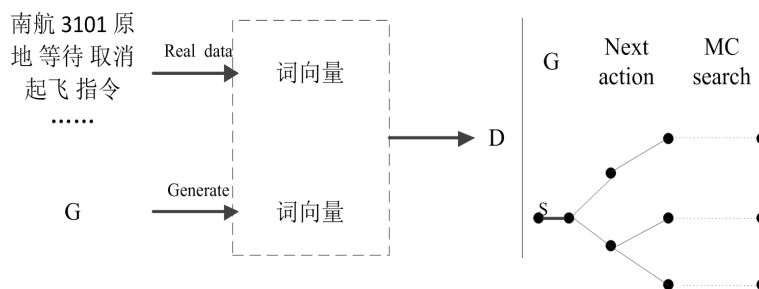 南航 3101 原
地 等待 取消
起飞 指令
……
Real data
词向量
D
G
Generate
词向量
G
Next
action
MC
search
S